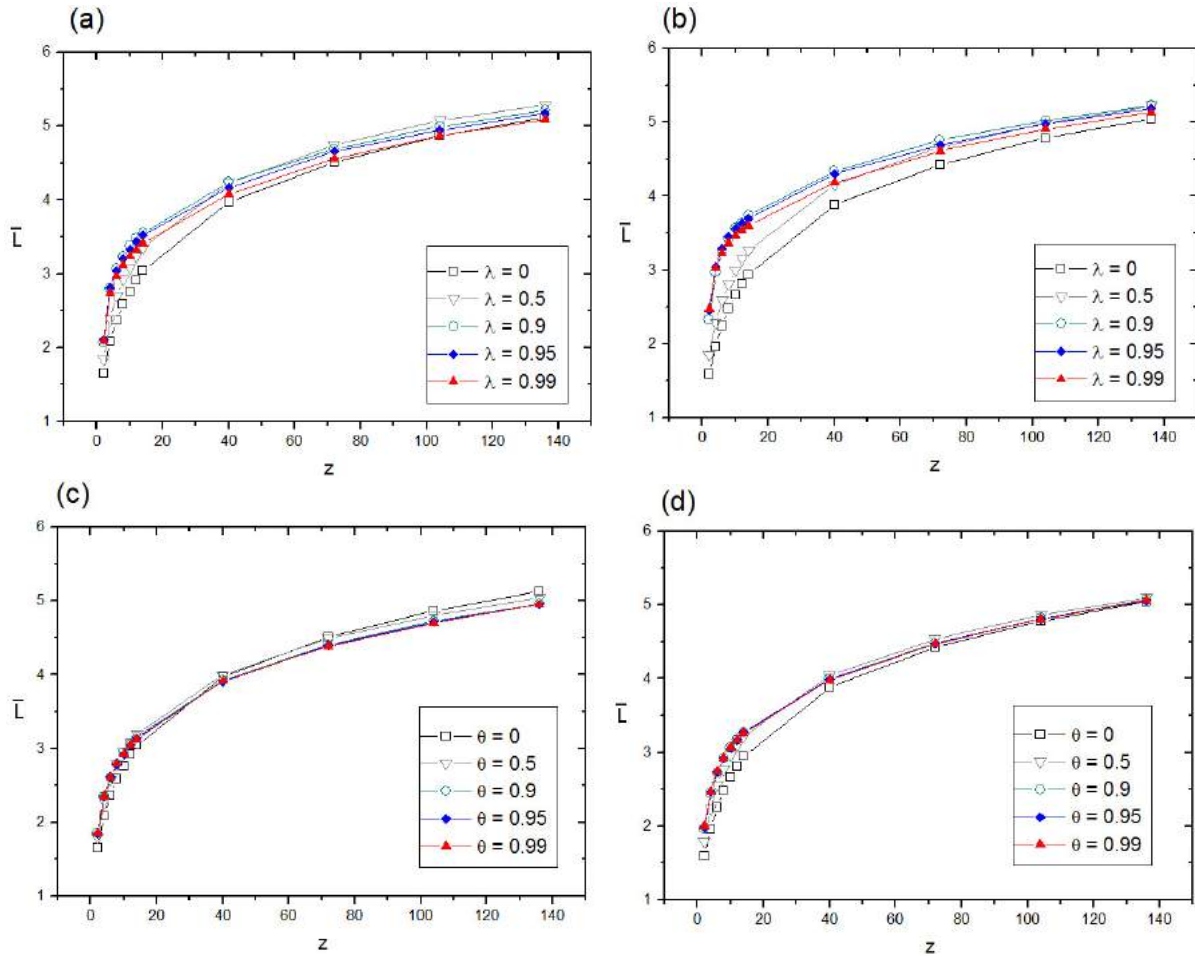 (a)
6
5
4
3
2
1
L̅
0
20
40
60
80
100
120
140
z
λ = 0
λ = 0.5
λ = 0.9
λ = 0.95
λ = 0.99
(b)
6
5
4
3
2
1
L̅
0
20
40
60
80
100
120
140
z
λ = 0
λ = 0.5
λ = 0.9
λ = 0.95
λ = 0.99
(c)
6
5
4
3
2
1
L̅
0
20
40
60
80
100
120
140
z
θ = 0
θ = 0.5
θ = 0.9
θ = 0.95
θ = 0.99
(d)
6
5
4
3
2
1
L̅
0
20
40
60
80
100
120
140
z
θ = 0
θ = 0.5
θ = 0.9
θ = 0.95
θ = 0.99